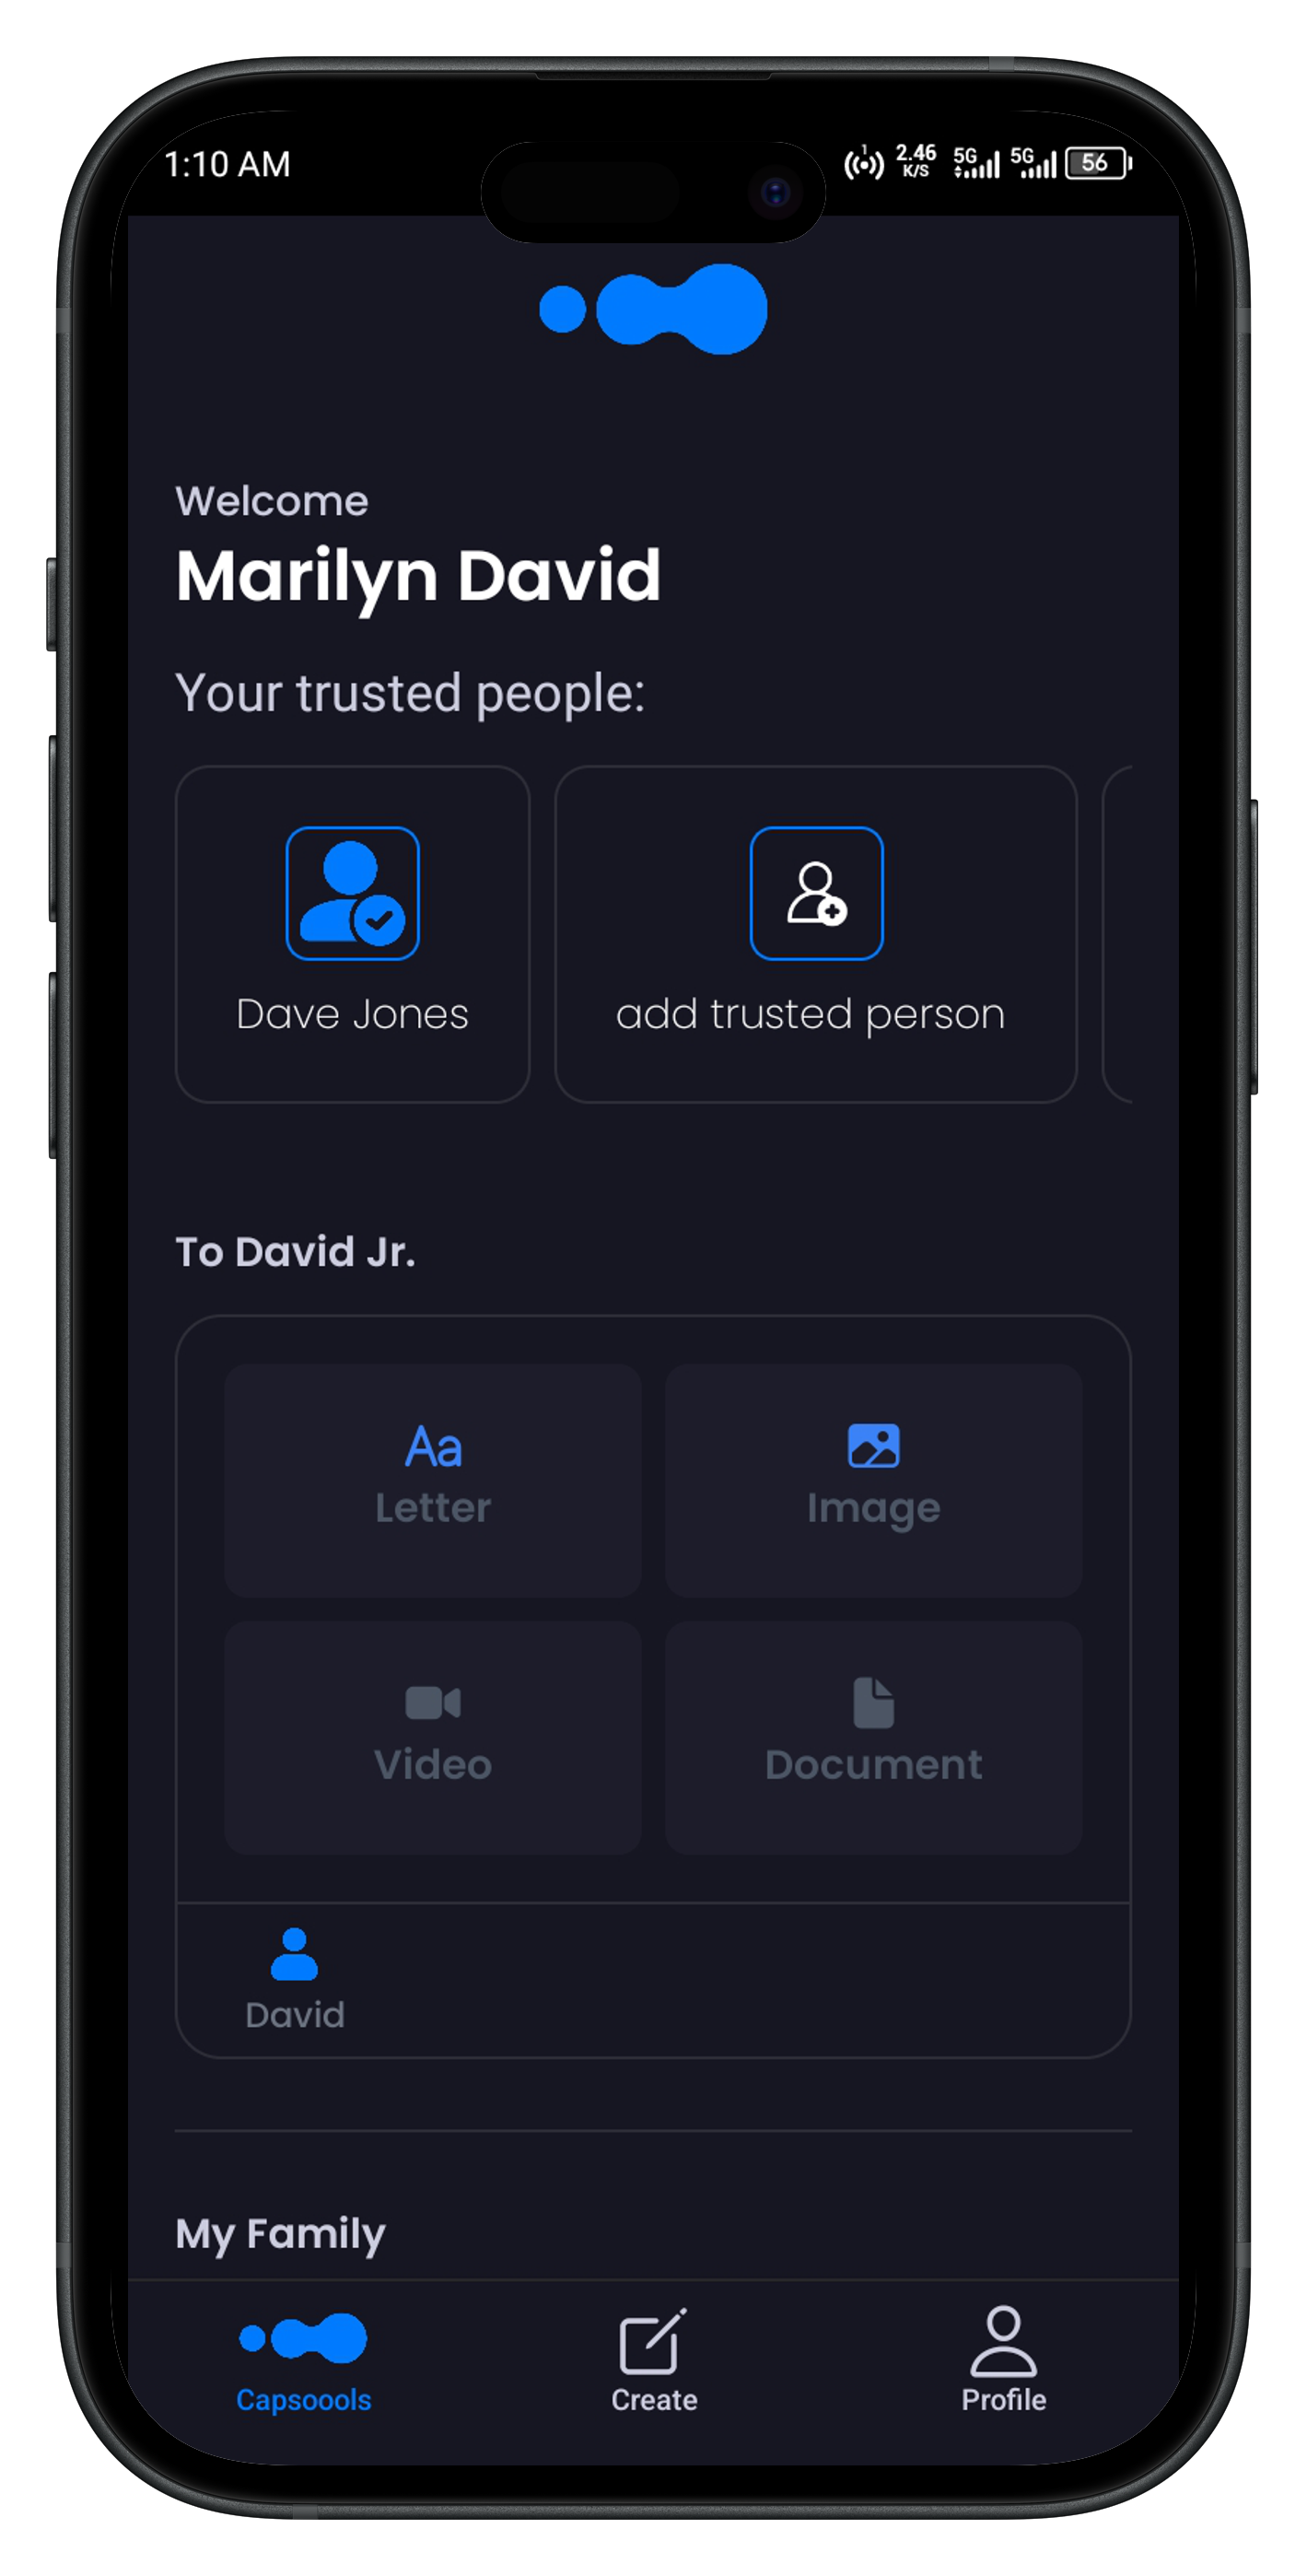 1:10 AM 1 2.46 K/S 5G 5G 56
Welcome
Marilyn David
Your trusted people:
Dave Jones
add trusted person
To David Jr.
Aa
Letter
Image
Video
Document
David
My Family
Capsoools
Create
Profile